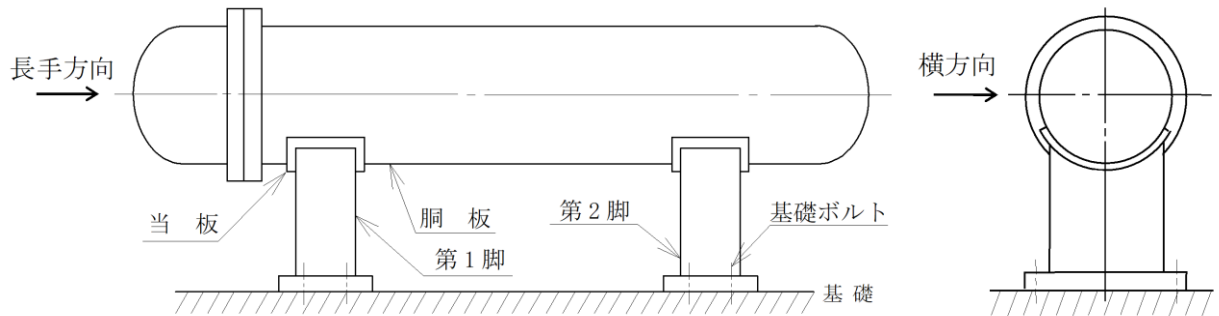 長手方向
横方向
当 板
胴 板
第1脚
第2脚
基礎ボルト
基 礎